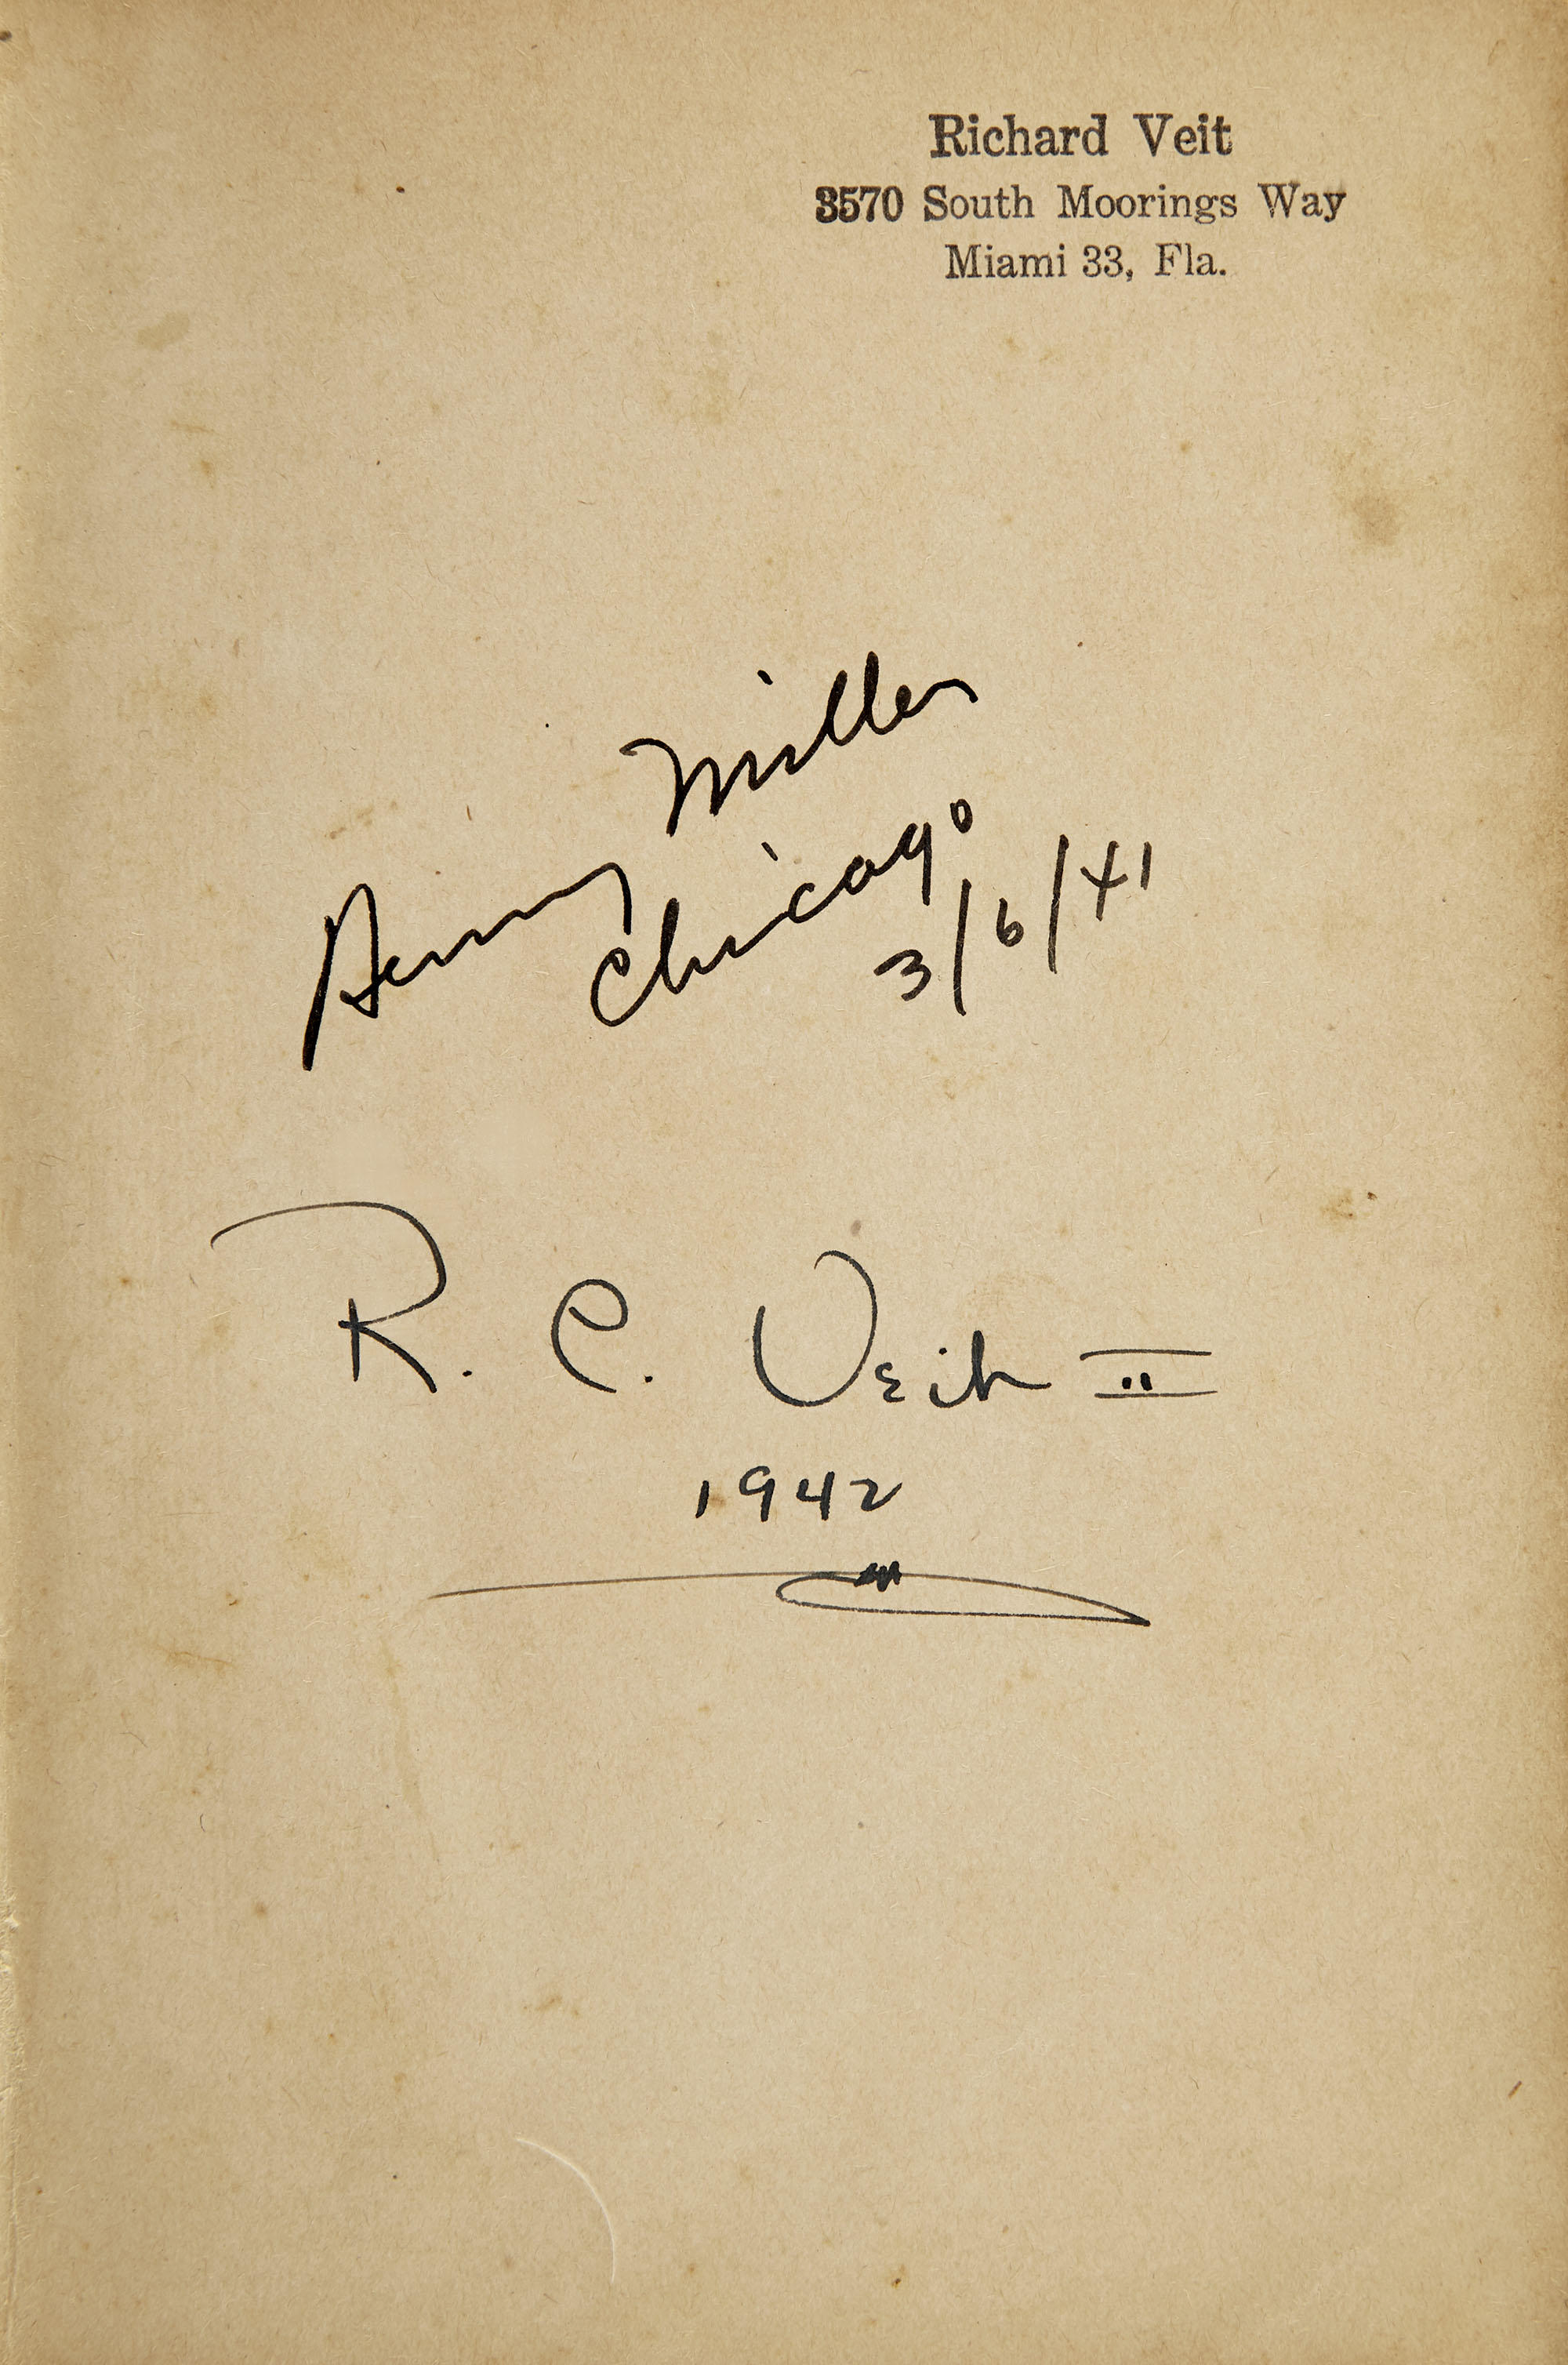 Richard Veit
3570 South Moorings Way
Miami 33, Fla.
Henry Miller
Chicago
3/6/41
R. C. Veit II
1942